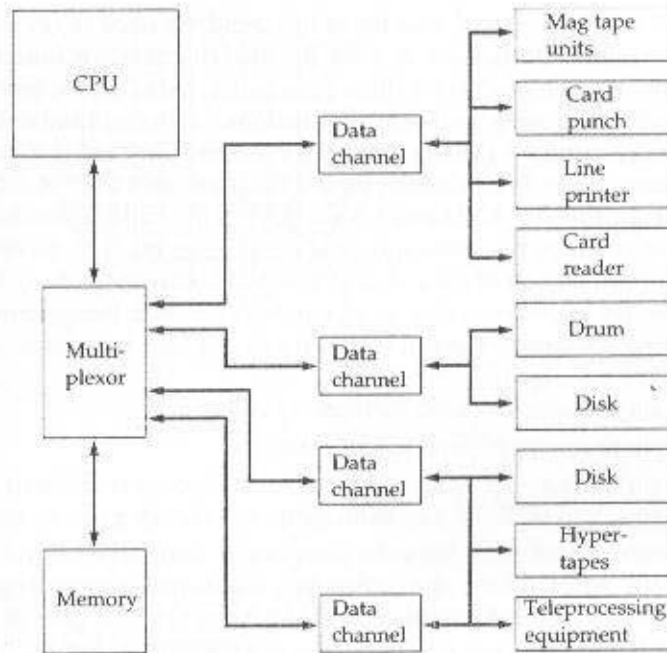 CPU
Multi-
plexor
Memory
Data
channel
Data
channel
Data
channel
Data
channel
Mag tape
units
Card
punch
Line
printer
Card
reader
Drum
Disk
Disk
Hyper-
tapes
Teleprocessing
equipment